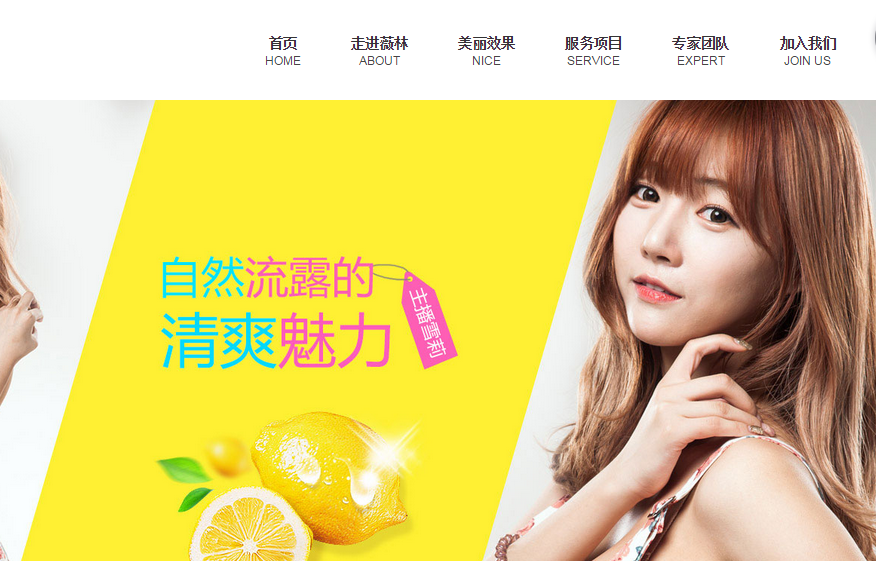 首页
HOME
走进薇林
ABOUT
美丽效果
NICE
服务项目
SERVICE
专家团队
EXPERT
加入我们
JOIN US
自然流露的
清爽魅力
主播雪莉